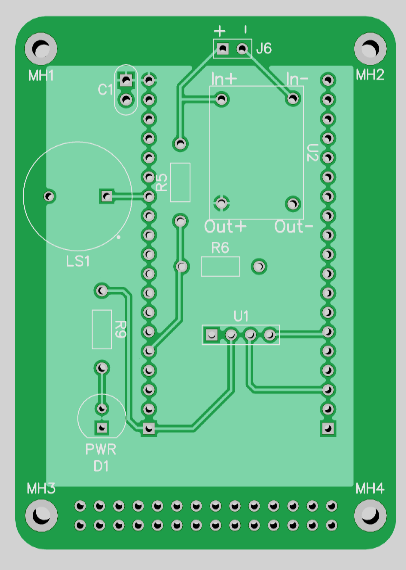 + -
J6
MH1
MH2
C1
In+
In-
U2
R5
Out+
Out-
R6
LS1
U1
R9
PWR
D1
MH3
MH4